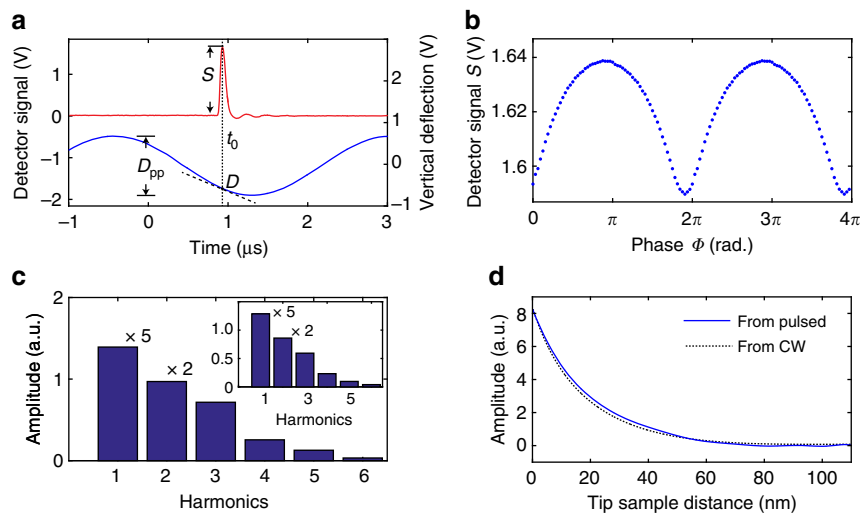 a
Detector signal (V)
1
0
−1
−2
S
t0
Dpp
D
2
1
0
−1
Vertical deflection (V)
−1
0
1
2
3
Time (μs)
b
Detector signal S (V)
1.64
1.62
1.6
0
π
2π
3π
4π
Phase Φ (rad.)
c
Amplitude (a.u.)
2
1
0
× 5
× 2
1 2 3 4 5 6
Harmonics
1.0
0.5
0
× 5
× 2
1 3 5
Harmonics
d
Amplitude (a.u.)
8
6
4
2
0
From pulsed
From CW
0 20 40 60 80 100
Tip sample distance (nm)